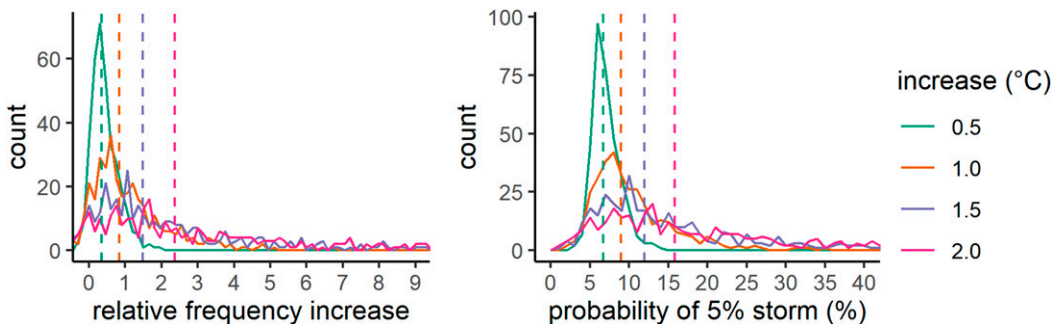 count
60
40
20
0
0 1 2 3 4 5 6 7 8 9
relative frequency increase
count
100
75
50
25
0
0 5 10 15 20 25 30 35 40
probability of 5% storm (%)
increase (°C)
0.5
1.0
1.5
2.0